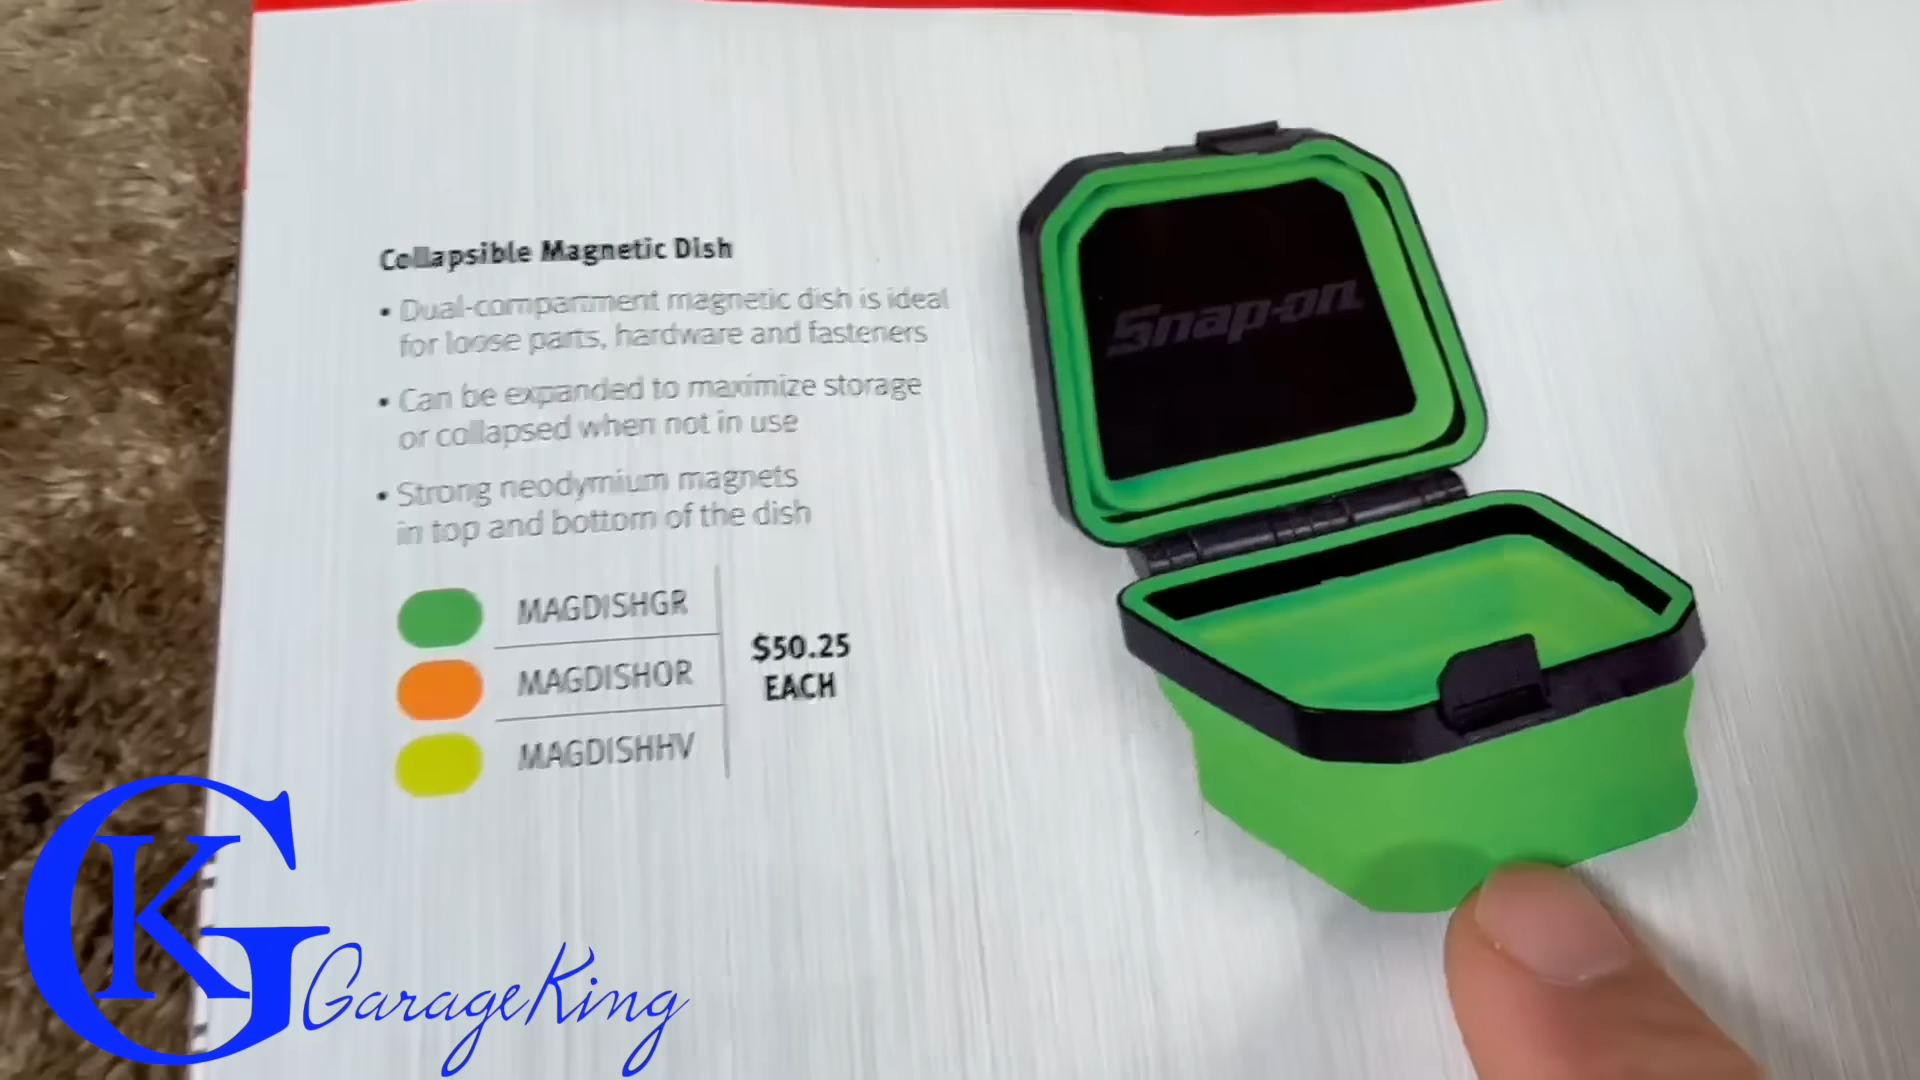 Collapsible Magnetic Dish
• Dual-compartment magnetic dish is ideal
for loose parts, hardware and fasteners
• Can be expanded to maximize storage
or collapsed when not in use
• Strong neodymium magnets
in top and bottom of the dish
MAGDISHGR
MAGDISHOR
MAGDISHHV
$50.25
EACH
Snap-on
GK
GarageKing